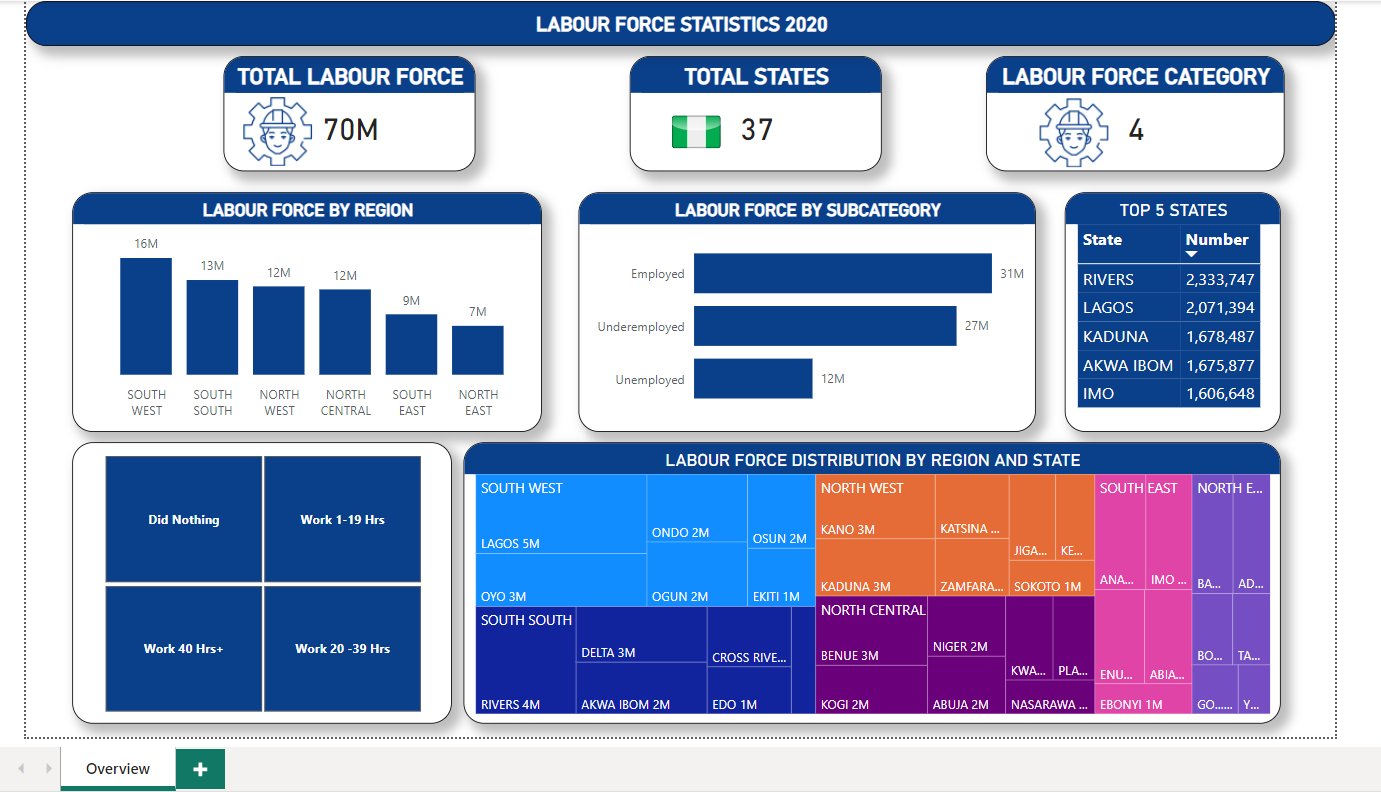 LABOUR FORCE STATISTICS 2020
TOTAL LABOUR FORCE
70M
TOTAL STATES
37
LABOUR FORCE CATEGORY
4
LABOUR FORCE BY REGION
16M
13M
12M
12M
9M
7M
SOUTH WEST
SOUTH SOUTH
NORTH WEST
NORTH CENTRAL
SOUTH EAST
NORTH EAST
LABOUR FORCE BY SUBCATEGORY
Employed 31M
Underemployed 27M
Unemployed 12M
TOP 5 STATES
State Number
RIVERS 2,333,747
LAGOS 2,071,394
KADUNA 1,678,487
AKWA IBOM 1,675,877
IMO 1,606,648
Did Nothing
Work 1-19 Hrs
Work 40 Hrs+
Work 20 -39 Hrs
LABOUR FORCE DISTRIBUTION BY REGION AND STATE
SOUTH WEST
LAGOS 5M
OYO 3M
ONDO 2M
OGUN 2M
OSUN 2M
EKITI 1M
SOUTH SOUTH
RIVERS 4M
DELTA 3M
AKWA IBOM 2M
CROSS RIVE...
EDO 1M
NORTH WEST
KANO 3M
KADUNA 3M
KATSINA ...
ZAMFARA...
JIGA...
KE...
SOKOTO 1M
NORTH CENTRAL
BENUE 3M
KOGI 2M
NIGER 2M
ABUJA 2M
KWA...
PLA...
NASARAWA ...
SOUTH EAST
ANA...
IMO ...
ENU...
ABIA...
EBONYI 1M
NORTH E...
BA...
AD...
BO...
TA...
GO......
Y...
Overview